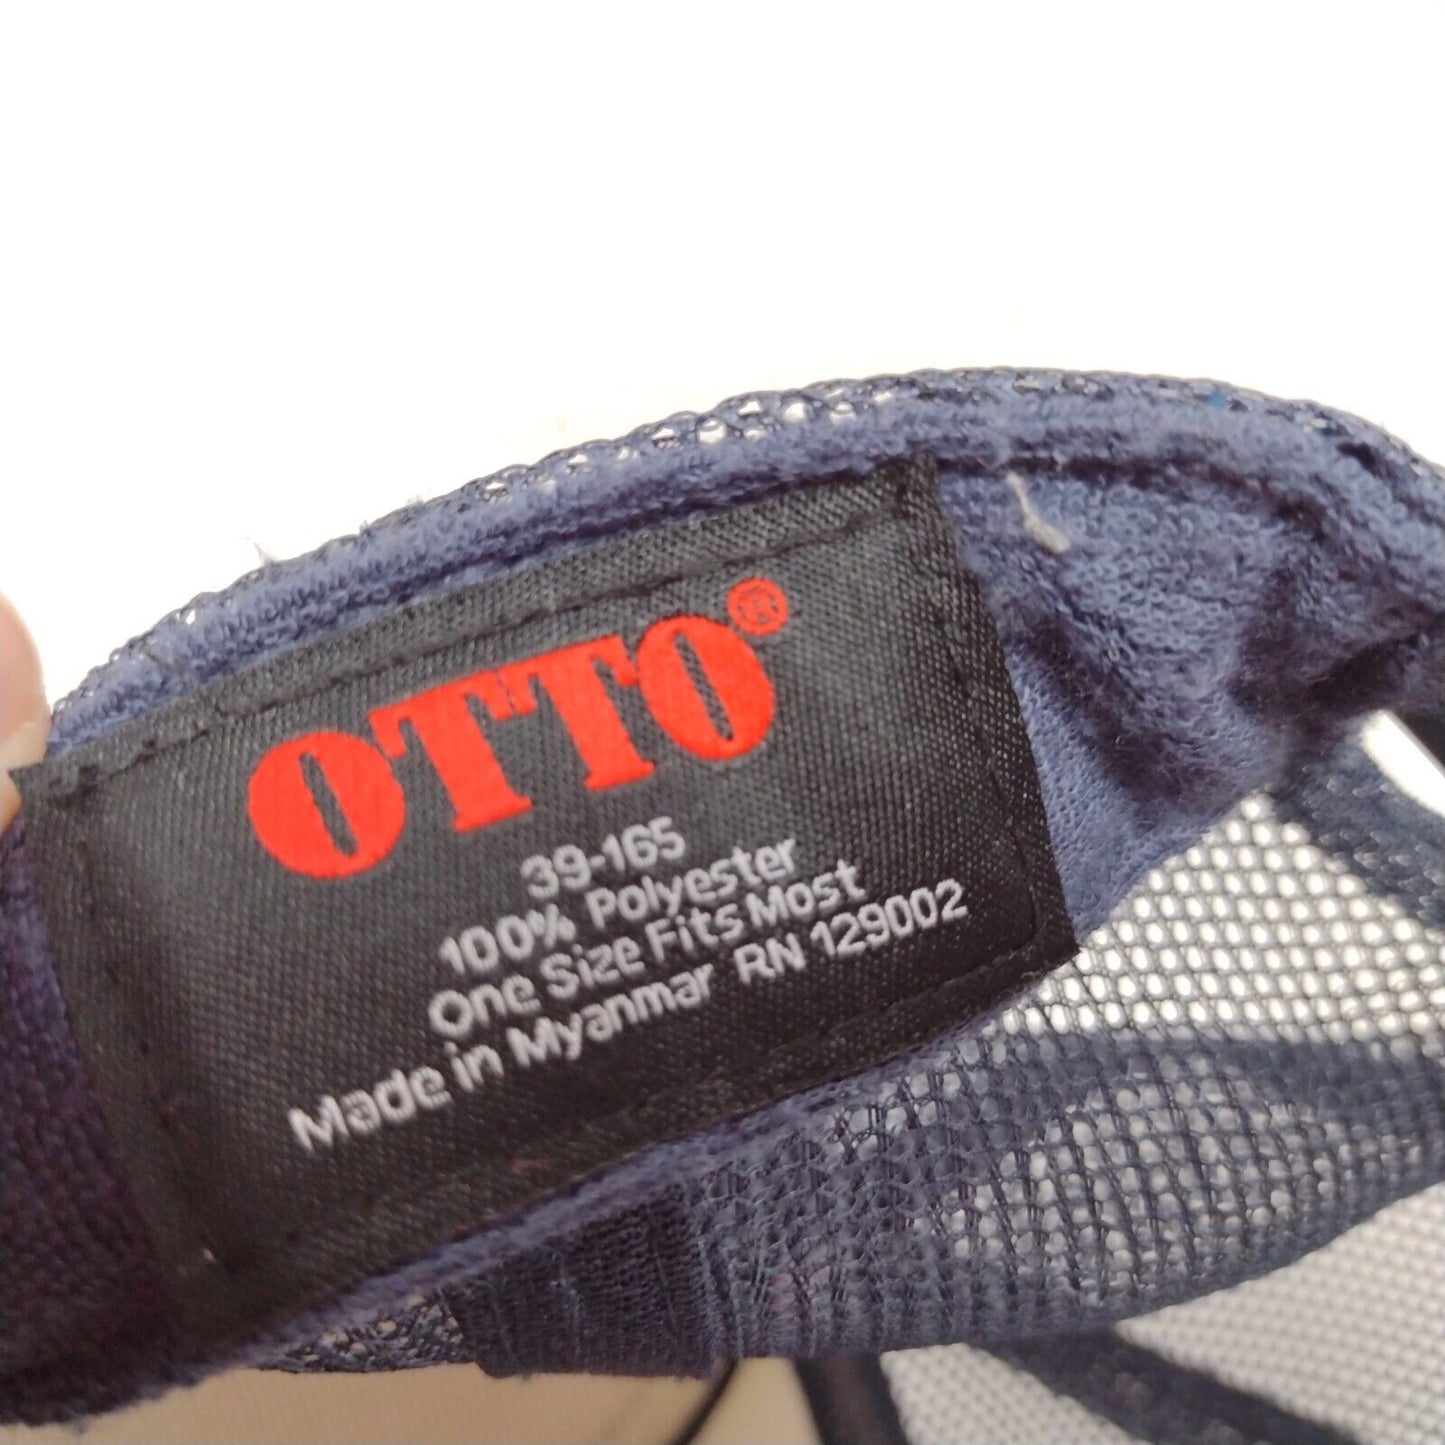 OTTO®
39-165
100% Polyester
One Size Fits Most
Made in Myanmar RN 129002